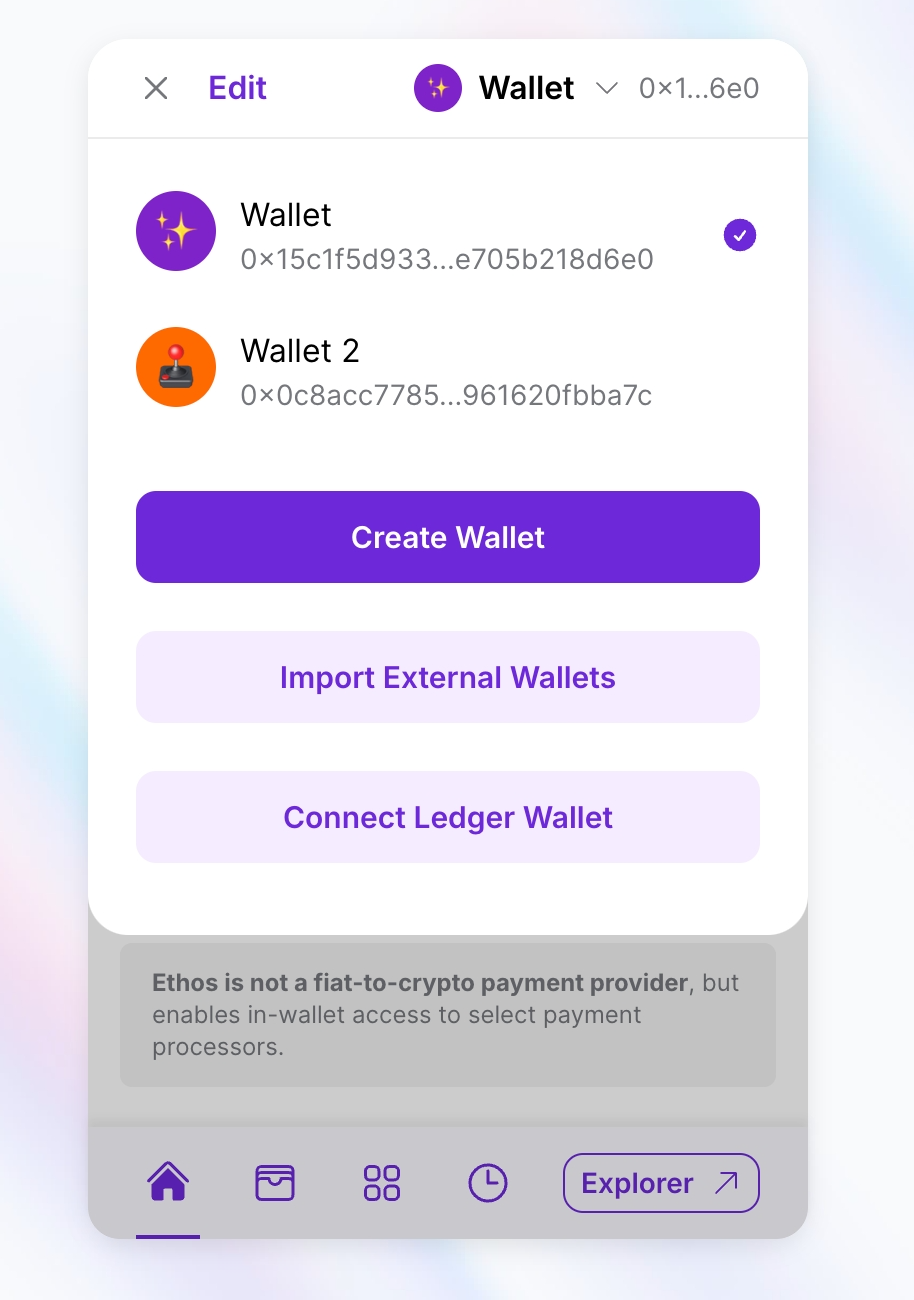 Edit
Wallet
0×1...6e0
Wallet
0×15c1f5d933...e705b218d6e0
Wallet 2
0×0c8acc7785...961620fbba7c
Create Wallet
Import External Wallets
Connect Ledger Wallet
Ethos is not a fiat-to-crypto payment provider, but
enables in-wallet access to select payment
processors.
Explorer